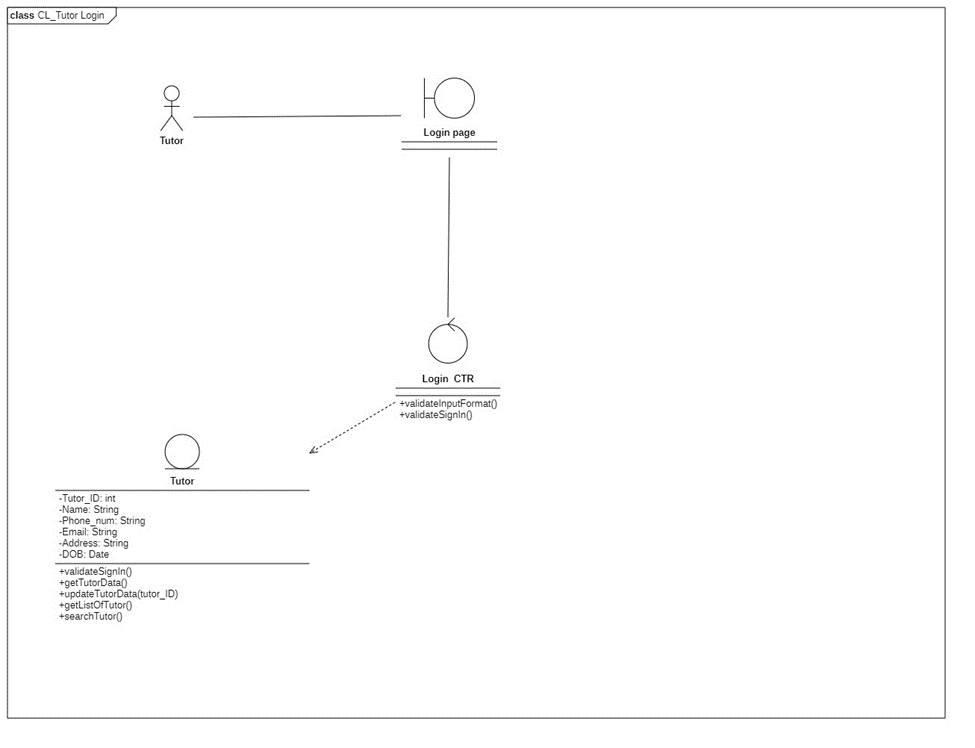 class CL_Tutor Login
Tutor
Login page
Login CTR
+validateInputFormat()
+validateSignIn()
Tutor
-Tutor_ID: int
-Name: String
-Phone_num: String
-Email: String
-Address: String
-DOB: Date
+validateSignIn()
+getTutorData()
+updateTutorData(tutor_ID)
+getListOfTutor()
+searchTutor()